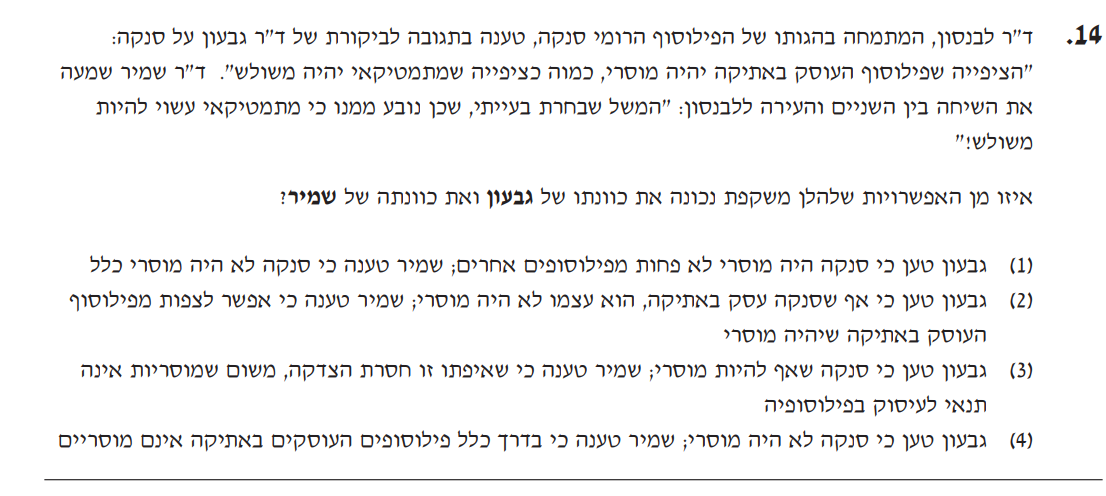 .14 ד"ר לבנסון, המתמחה בהגותו של הפילוסוף הרומי סנקה, טענה בתגובה לביקורת של ד"ר גבעון על סנקה:
"הציפייה שפילוסוף העוסק באתיקה יהיה מוסרי, כמוה כציפייה שמתמטיקאי יהיה משולש". ד"ר שמיר שמעה
את השיחה בין השניים והעירה ללבנסון: "המשל שבחרת בעייתי, שכן נובע ממנו כי מתמטיקאי עשוי להיות
משולש!"
איזו מן האפשרויות שלהלן משקפת נכונה את כוונתו של גבעון ואת כוונתה של שמיר?
(1) גבעון טען כי סנקה היה מוסרי לא פחות מפילוסופים אחרים; שמיר טענה כי סנקה לא היה מוסרי כלל
(2) גבעון טען כי אף שסנקה עסק באתיקה, הוא עצמו לא היה מוסרי; שמיר טענה כי אפשר לצפות מפילוסוף
העוסק באתיקה שיהיה מוסרי
(3) גבעון טען כי סנקה שאף להיות מוסרי; שמיר טענה כי שאיפתו זו חסרת הצדקה, משום שמוסריות אינה
תנאי לעיסוק בפילוסופיה
(4) גבעון טען כי סנקה לא היה מוסרי; שמיר טענה כי בדרך כלל פילוסופים העוסקים באתיקה אינם מוסריים